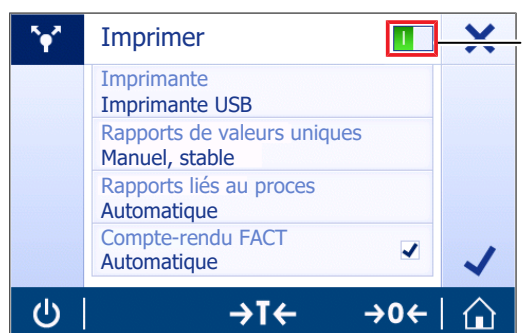 Imprimer
Imprimante
Imprimante USB
Rapports de valeurs uniques
Manuel, stable
Rapports liés au proces
Automatique
Compte-rendu FACT
Automatique
→T← →0←